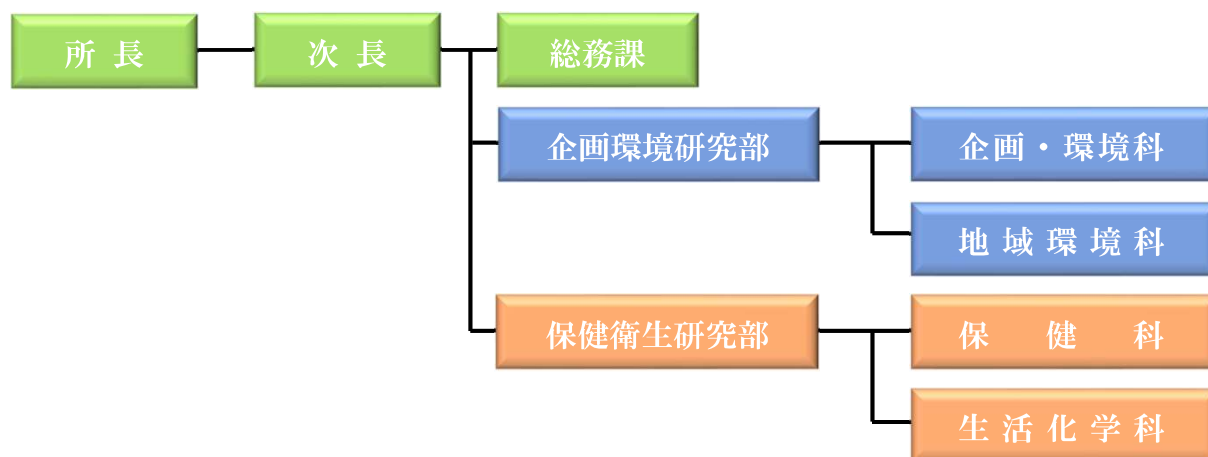 所長
次長
総務課
企画環境研究部
企画・環境科
地域環境科
保健衛生研究部
保健科
生活化学科